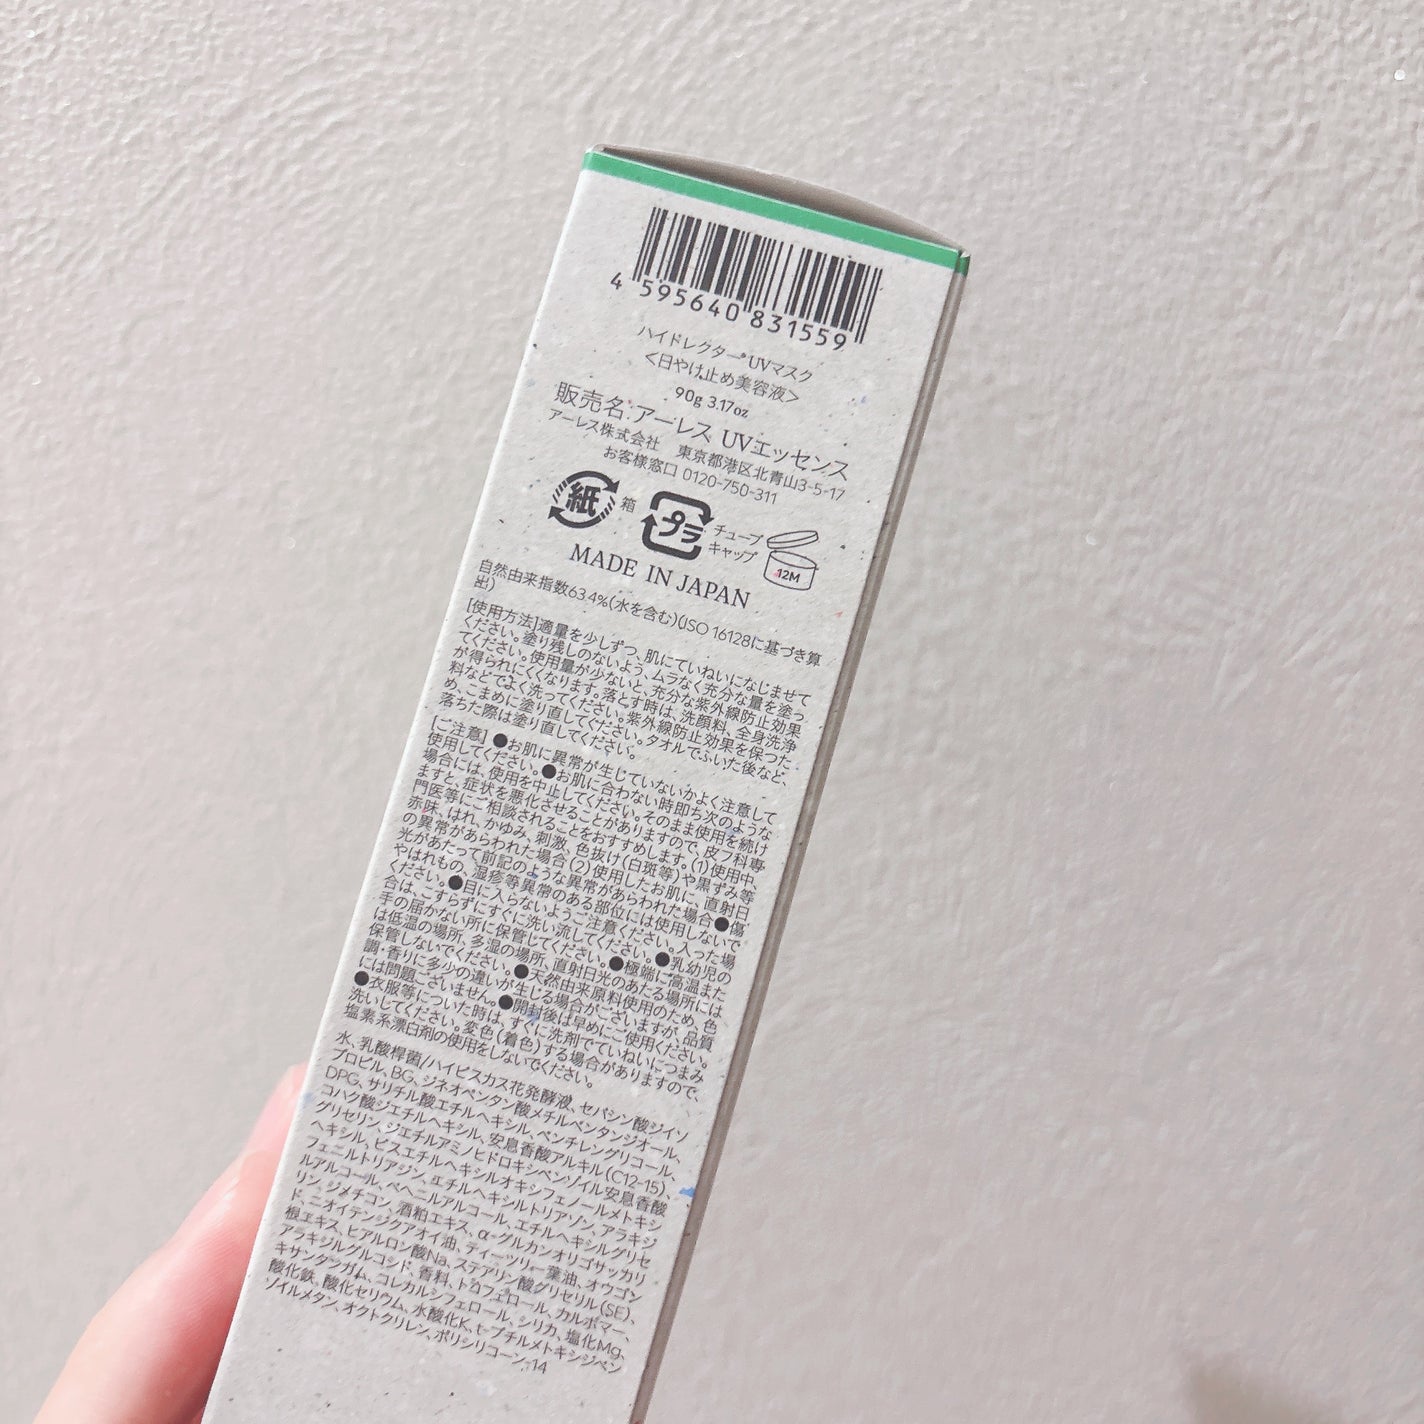 4 595640 831559
ハイドレクター® UVマスク
<日やけ止め美容液>
90g 3.17oz
販売名:アーレス UVエッセンス
アーレス株式会社 東京都港区北青山3-5-17
お客様窓口 0120-750-311
紙 箱 プラ チューブ
キャップ 12M
MADE IN JAPAN
自然由来指数63.4%(水を含む)(ISO 16128に基づき算
出)
[使用方法]適量を少しずつ、肌にていねいになじませて
ください。塗り残しのないよう、ムラなく充分な量を塗っ
てください。使用量が少ないと、充分な紫外線防止効果
が得られにくくなります。落とす時は、洗顔料、全身洗浄
料などでよく洗ってください。紫外線防止効果を保つた
め、こまめに塗り直してください。タオルでふいた後など、
落ちた際は塗り直してください。
[ご注意] ●お肌に異常が生じていないかよく注意して
使用してください。●お肌に合わない時即ち次のような
場合には、使用を中止してください。そのまま使用を続け
ますと、症状を悪化させることがありますので、皮フ科専
門医等にご相談されることをおすすめします。(1)使用中、
赤味、はれ、かゆみ、刺激、色抜け(白斑等)や黒ずみ等
の異常があらわれた場合(2)使用したお肌に、直射日
光があたって前記のような異常があらわれた場合●傷
やはれもの、湿疹等異常のある部位には使用しないで
ください。●目に入らないようご注意ください。入った場
合は、こすらずにすぐに洗い流してください。●乳幼児の
手の届かない所に保管してください。●極端に高温また
は低温の場所、多湿の場所、直射日光のあたる場所には
保管しないでください。●天然由来原料使用のため、色
調・香りに多少の違いが生じる場合がございますが、品質
には問題ございません。●開封後は早めにご使用ください。
●衣服等についた時は、すぐに洗剤でていねいにつまみ
洗いしてください。変色(着色)する場合がありますので、
塩素系漂白剤の使用をしないでください。
水、乳酸桿菌/ハイビスカス花発酵液、セバシン酸ジイソ
プロピル、BG、ジネオペンタン酸メチルペンタンジオール、
DPG、サリチル酸エチルヘキシル、ペンチレングリコール、
コハク酸ジエチルヘキシル、安息香酸アルキル(C12-15)、
グリセリン、ジエチルアミノヒドロキシベンゾイル安息香酸
ヘキシル、ビスエチルヘキシルオキシフェノールメトキシ
フェニルトリアジン、エチルヘキシルトリアゾン、アラキジ
ルアルコール、ベヘニルアルコール、エチルヘキシルグリセ
リン、ジメチコン、酒粕エキス、α-グルカンオリゴサッカリ
ド、ニオイテンジクアオイ油、ティーツリー葉油、オウゴン
根エキス、ヒアルロン酸Na、ステアリン酸グリセリル(SE)、
アラキジルグルコシド、香料、トコフェロール、カルボマー、
キサンタンガム、コレカルシフェロール、シリカ、塩化Mg、
酸化鉄、酸化セリウム、水酸化K、t-ブチルメトキシジベン
ゾイルメタン、オクトクリレン、ポリシリコーン-14